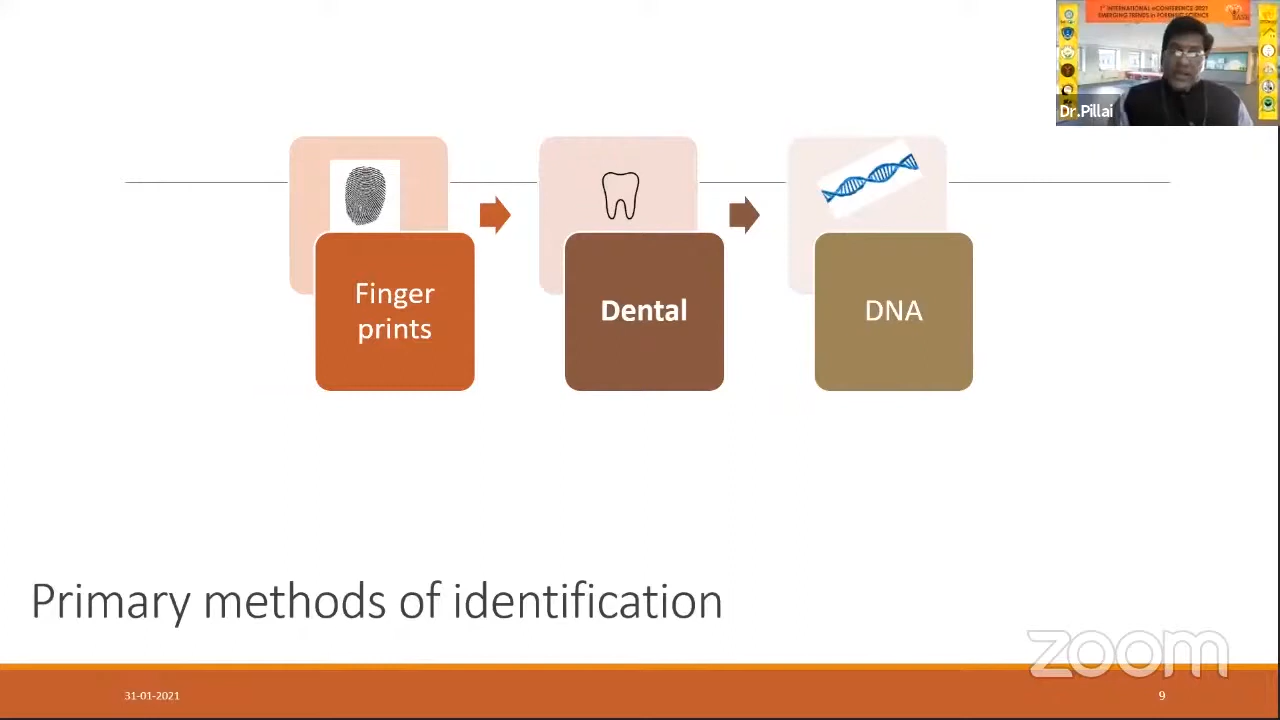 1st INTERNATIONAL eCONFERENCE-2021
EMERGING TRENDS in FORENSIC SCIENCE
Dr.Pillai
Finger
prints
Dental
DNA
Primary methods of identification
zoom
31-01-2021
9